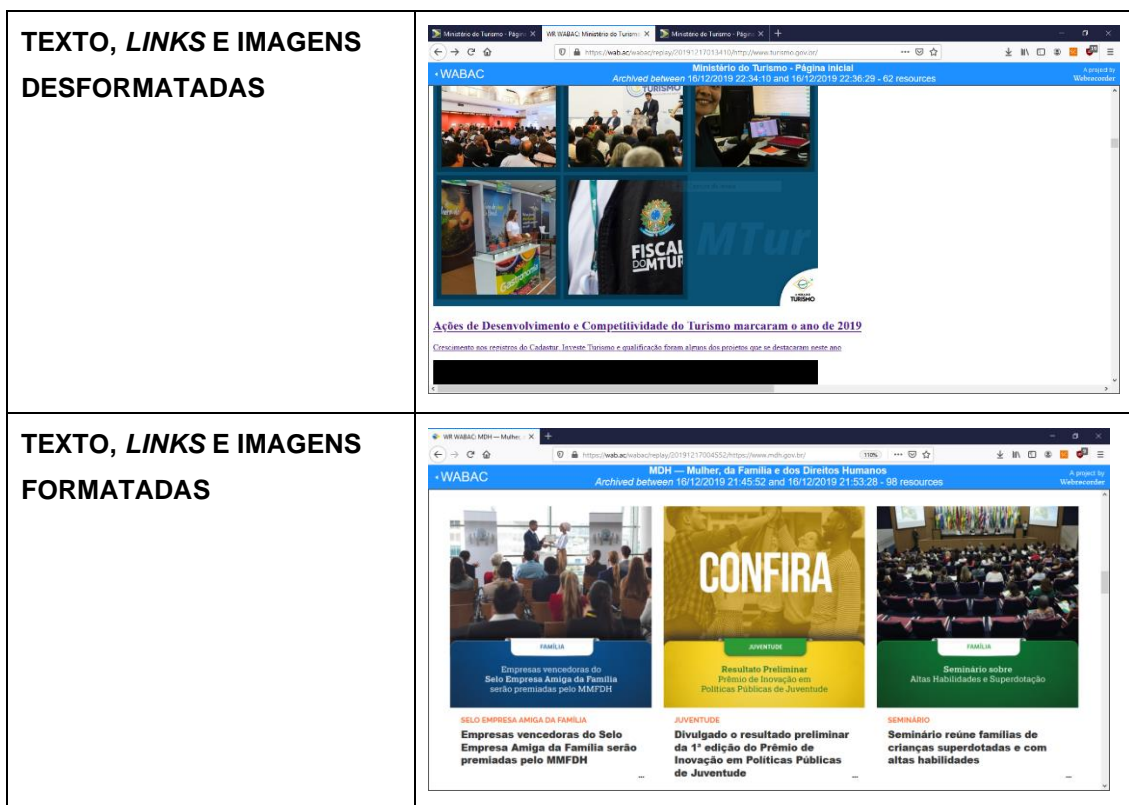 TEXTO, LINKS E IMAGENS
DESFORMATADAS
Ministério do Turismo - Págin
WR WABAC: Ministério do Turismo
Ministério do Turismo - Págin
https://wab.ac/wabac/replay/20191217013410/http://www.turismo.gov.br/
WABAC
Ministério do Turismo - Página inicial
Archived between 16/12/2019 22:34:10 and 16/12/2019 22:36:29 - 62 resources
A project by
Webrecorder
TURISMO
Gastronomia
FISCAL
DO MTUR
MTur
TURISMO
Ações de Desenvolvimento e Competitividade do Turismo marcaram o ano de 2019
Crescimento nos registros do Cadastur, Investe Turismo e qualificação foram alguns dos projetos que se destacaram neste ano
TEXTO, LINKS E IMAGENS
FORMATADAS
WR WABAC: MDH — Mulher,
https://wab.ac/wabac/replay/20191217004552/https://www.mdh.gov.br/
110%
WABAC
MDH — Mulher, da Família e dos Direitos Humanos
Archived between 16/12/2019 21:45:52 and 16/12/2019 21:53:28 - 98 resources
A project by
Webrecorder
CONFIRA
FAMÍLIA
Empresas vencedoras do
Selo Empresa Amiga da Família
serão premiadas pelo MMFDH
JUVENTUDE
Resultado Preliminar
Prêmio de Inovação em
Políticas Públicas de Juventude
FAMÍLIA
Seminário sobre
Altas Habilidades e Superdotação
SELO EMPRESA AMIGA DA FAMÍLIA
Empresas vencedoras do Selo
Empresa Amiga da Família serão
premiadas pelo MMFDH
...
JUVENTUDE
Divulgado o resultado preliminar
da 1ª edição do Prêmio de
Inovação em Políticas Públicas
de Juventude
...
SEMINÁRIO
Seminário reúne famílias de
crianças superdotadas e com
altas habilidades
...